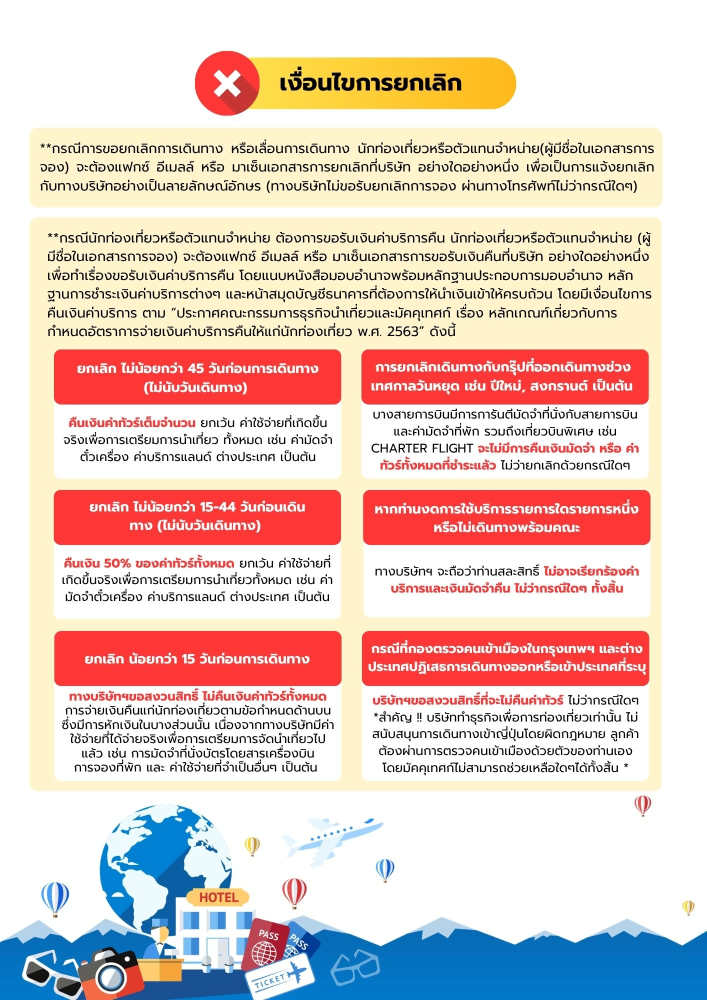 เงื่อนไขการยกเลิก
**กรณีการขอยกเลิกการเดินทาง หรือเลื่อนการเดินทาง นักท่องเที่ยวหรือตัวแทนจำหน่าย(ผู้มีชื่อในเอกสารการ
จอง) จะต้องแฟกซ์ อีเมลล์ หรือ มาเซ็นเอกสารการยกเลิกที่บริษัท อย่างใดอย่างหนึ่ง เพื่อเป็นการแจ้งยกเลิก
กับทางบริษัทอย่างเป็นลายลักษณ์อักษร (ทางบริษัทไม่ขอรับยกเลิกการจอง ผ่านทางโทรศัพท์ไม่ว่ากรณีใดๆ)
**กรณีนักท่องเที่ยวหรือตัวแทนจำหน่าย ต้องการขอรับเงินค่าบริการคืน นักท่องเที่ยวหรือตัวแทนจำหน่าย (ผู้
มีชื่อในเอกสารการจอง) จะต้องแฟกซ์ อีเมลล์ หรือ มาเซ็นเอกสารการขอรับเงินคืนที่บริษัท อย่างใดอย่างหนึ่ง
เพื่อทำเรื่องขอรับเงินค่าบริการคืน โดยแนบหนังสือมอบอำนาจพร้อมหลักฐานประกอบการมอบอำนาจ หลัก
ฐานการชำระเงินค่าบริการต่างๆ และหน้าสมุดบัญชีธนาคารที่ต้องการให้นำเงินเข้าให้ครบถ้วน โดยมีเงื่อนไขการ
คืนเงินค่าบริการ ตาม “ประกาศคณะกรรมการธุรกิจนำเที่ยวและมัคคุเทศก์ เรื่อง หลักเกณฑ์เกี่ยวกับการ
กำหนดอัตราการจ่ายเงินค่าบริการคืนให้แก่นักท่องเที่ยว พ.ศ. 2563” ดังนี้
ยกเลิก ไม่น้อยกว่า 45 วันก่อนการเดินทาง
(ไม่นับวันเดินทาง)
คืนเงินค่าทัวร์เต็มจำนวน ยกเว้น ค่าใช้จ่ายที่เกิดขึ้น
จริงเพื่อการเตรียมการนำเที่ยว ทั้งหมด เช่น ค่ามัดจำ
ตั๋วเครื่อง ค่าบริการแลนด์ ต่างประเทศ เป็นต้น
การยกเลิกเดินทางกับกรุ๊ปที่ออกเดินทางช่วง
เทศกาลวันหยุด เช่น ปีใหม่, สงกรานต์ เป็นต้น
บางสายการบินมีการการันตีมัดจำที่นั่งกับสายการบิน
และค่ามัดจำที่พัก รวมถึงเที่ยวบินพิเศษ เช่น
CHARTER FLIGHT จะไม่มีการคืนเงินมัดจำ หรือ ค่า
ทัวร์ทั้งหมดที่ชำระแล้ว ไม่ว่ายกเลิกด้วยกรณีใดๆ
ยกเลิก ไม่น้อยกว่า 15-44 วันก่อนเดิน
ทาง (ไม่นับวันเดินทาง)
คืนเงิน 50% ของค่าทัวร์ทั้งหมด ยกเว้น ค่าใช้จ่ายที่
เกิดขึ้นจริงเพื่อการเตรียมการนำเที่ยวทั้งหมด เช่น ค่า
มัดจำตั๋วเครื่อง ค่าบริการแลนด์ ต่างประเทศ เป็นต้น
หากท่านงดการใช้บริการรายการใดรายการหนึ่ง
หรือไม่เดินทางพร้อมคณะ
ทางบริษัทฯ จะถือว่าท่านสละสิทธิ์ ไม่อาจเรียกร้องค่า
บริการและเงินมัดจำคืน ไม่ว่ากรณีใดๆ ทั้งสิ้น
ยกเลิก น้อยกว่า 15 วันก่อนการเดินทาง
ทางบริษัทฯขอสงวนสิทธิ์ ไม่คืนเงินค่าทัวร์ทั้งหมด
การจ่ายเงินคืนแก่นักท่องเที่ยวตามข้อกำหนดด้านบน
ซึ่งมีการหักเงินในบางส่วนนั้น เนื่องจากทางบริษัทมีค่า
ใช้จ่ายที่ได้จ่ายจริงเพื่อการเตรียมการจัดนำเที่ยวไป
แล้ว เช่น การมัดจำที่นั่งบัตรโดยสารเครื่องบิน
การจองที่พัก และ ค่าใช้จ่ายที่จำเป็นอื่นๆ เป็นต้น
กรณีที่กองตรวจคนเข้าเมืองในกรุงเทพฯ และต่าง
ประเทศปฏิเสธการเดินทางออกหรือเข้าประเทศที่ระบุ
บริษัทฯขอสงวนสิทธิ์ที่จะไม่คืนค่าทัวร์ ไม่ว่ากรณีใดๆ
*สำคัญ !! บริษัททำธุรกิจเพื่อการท่องเที่ยวเท่านั้น ไม่
สนับสนุนการเดินทางเข้าญี่ปุ่นโดยผิดกฎหมาย ลูกค้า
ต้องผ่านการตรวจคนเข้าเมืองด้วยตัวของท่านเอง
โดยมัคคุเทศก์ไม่สามารถช่วยเหลือใดๆได้ทั้งสิ้น *
HOTEL
PASS
PASS
TICKET